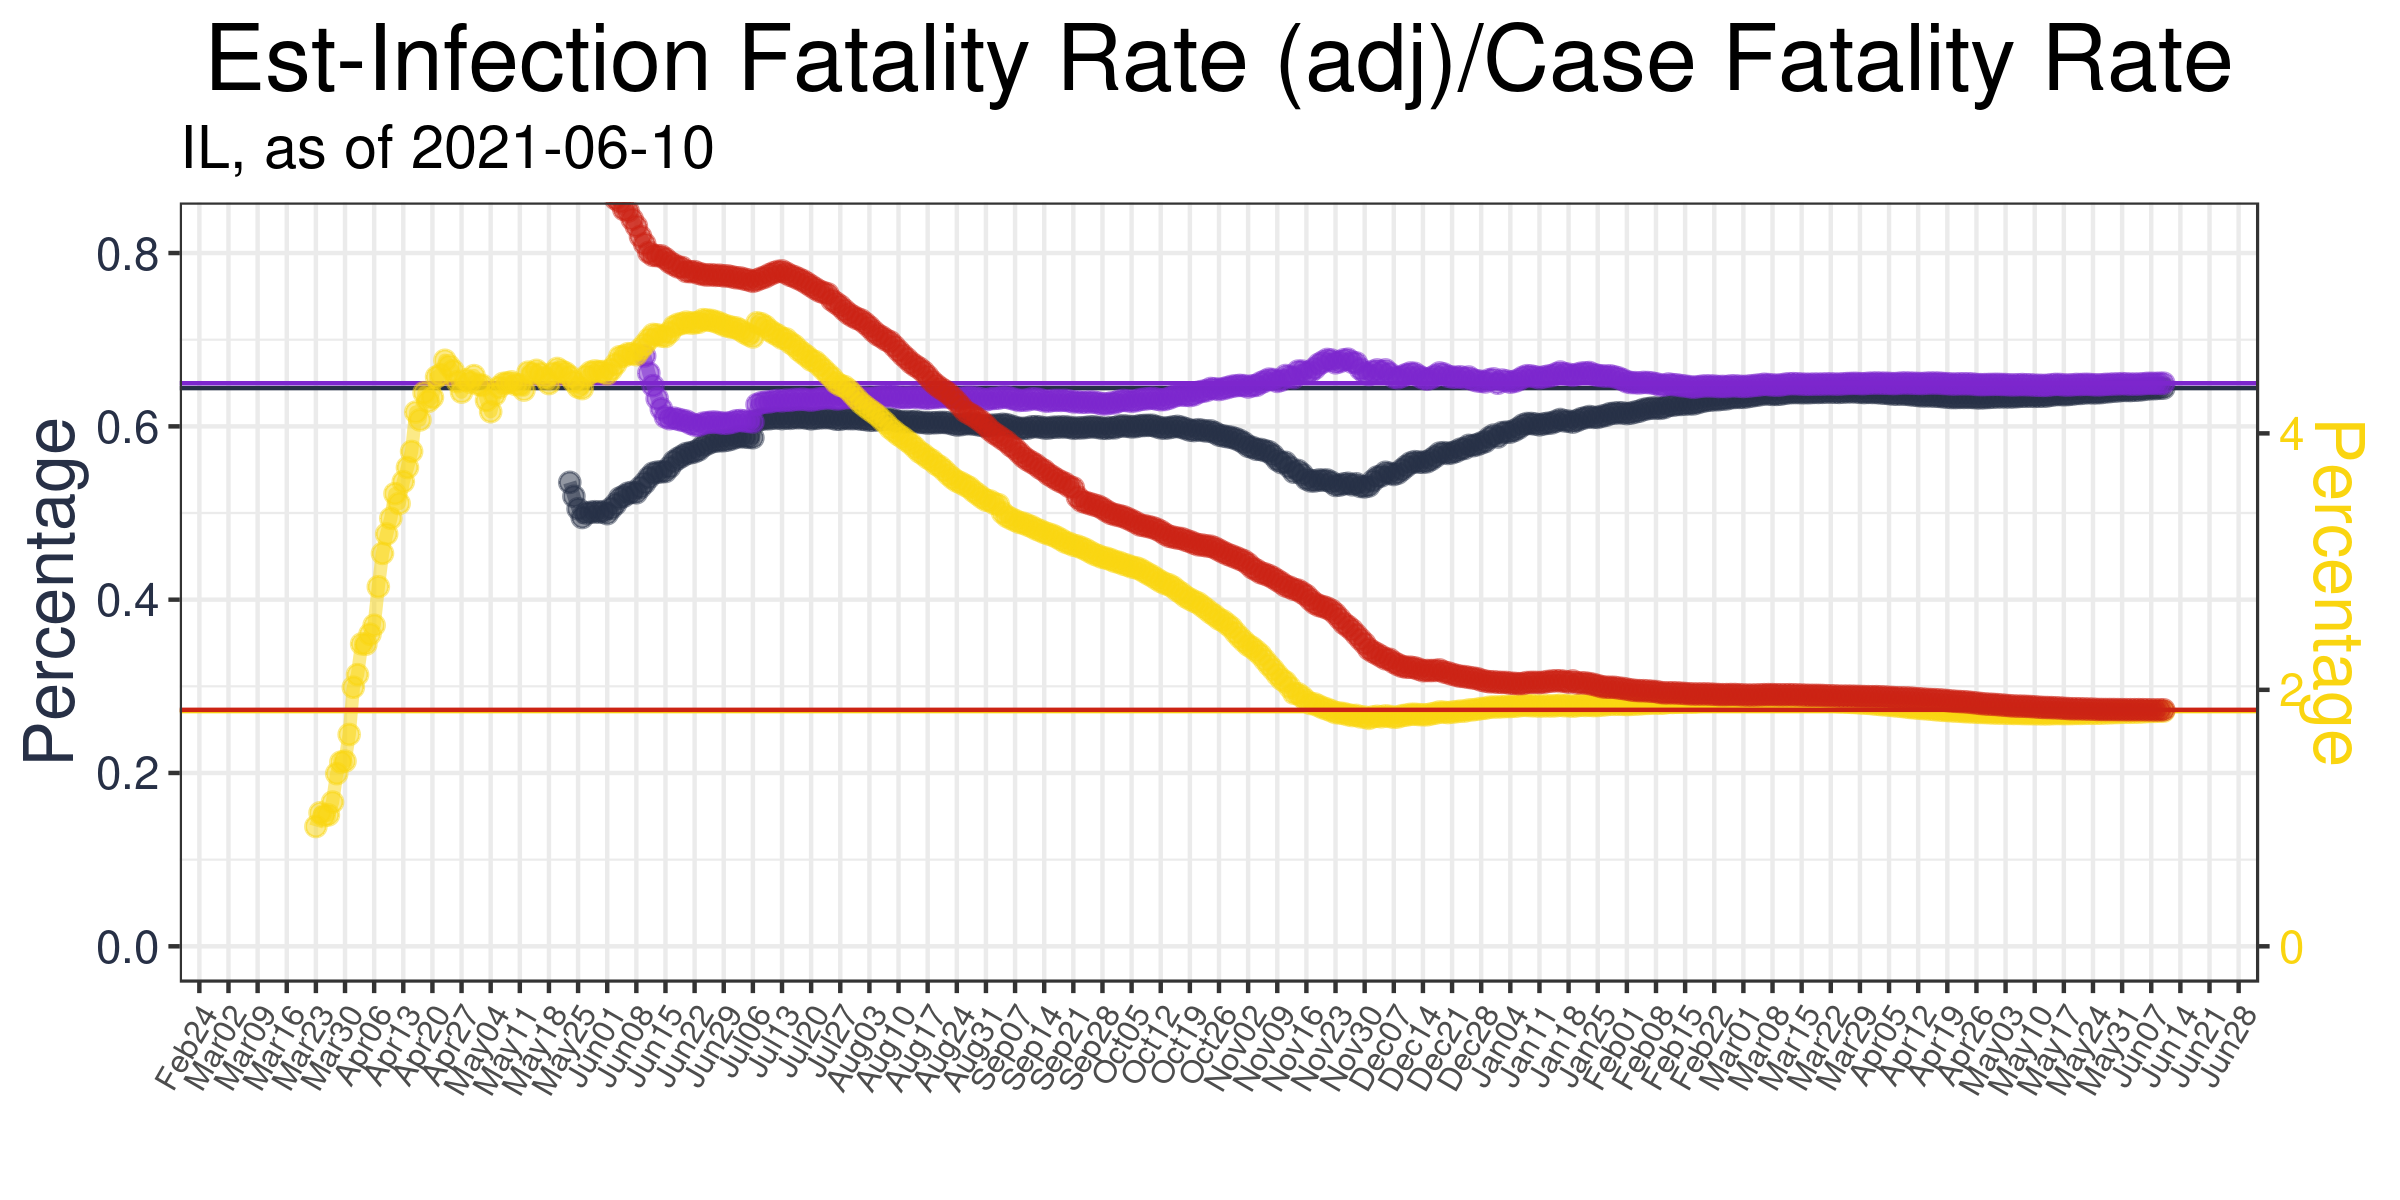 Est-Infection Fatality Rate (adj)/Case Fatality Rate
IL, as of 2021-06-10
Percentage
0.8
0.6
0.4
0.2
0.0
4
2
0
Percentage
Feb24
Mar02
Mar09
Mar16
Mar23
Mar30
Apr06
Apr13
Apr20
Apr27
May04
May11
May18
May25
Jun01
Jun08
Jun15
Jun22
Jun29
Jul06
Jul13
Jul20
Jul27
Aug03
Aug10
Aug17
Aug24
Aug31
Sep07
Sep14
Sep21
Sep28
Oct05
Oct12
Oct19
Oct26
Nov02
Nov09
Nov16
Nov23
Nov30
Dec07
Dec14
Dec21
Dec28
Jan04
Jan11
Jan18
Jan25
Feb01
Feb08
Feb15
Feb22
Mar01
Mar08
Mar15
Mar22
Mar29
Apr05
Apr12
Apr19
Apr26
May03
May10
May17
May24
May31
Jun07
Jun14
Jun21
Jun28